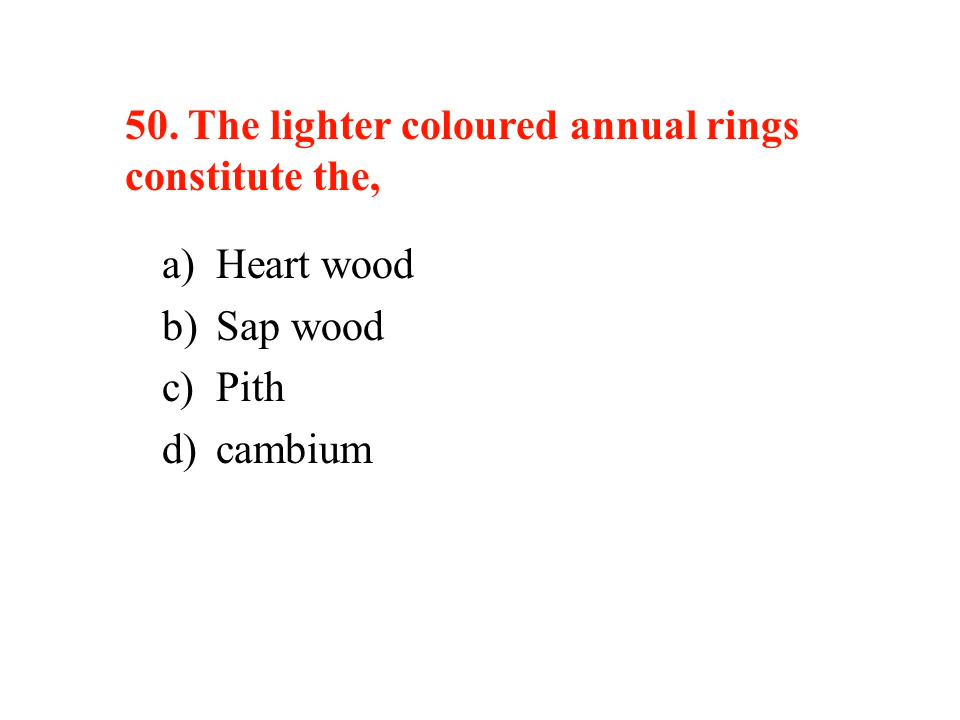 50. The lighter coloured annual rings
constitute the,
a) Heart wood
b) Sap wood
c) Pith
d) cambium